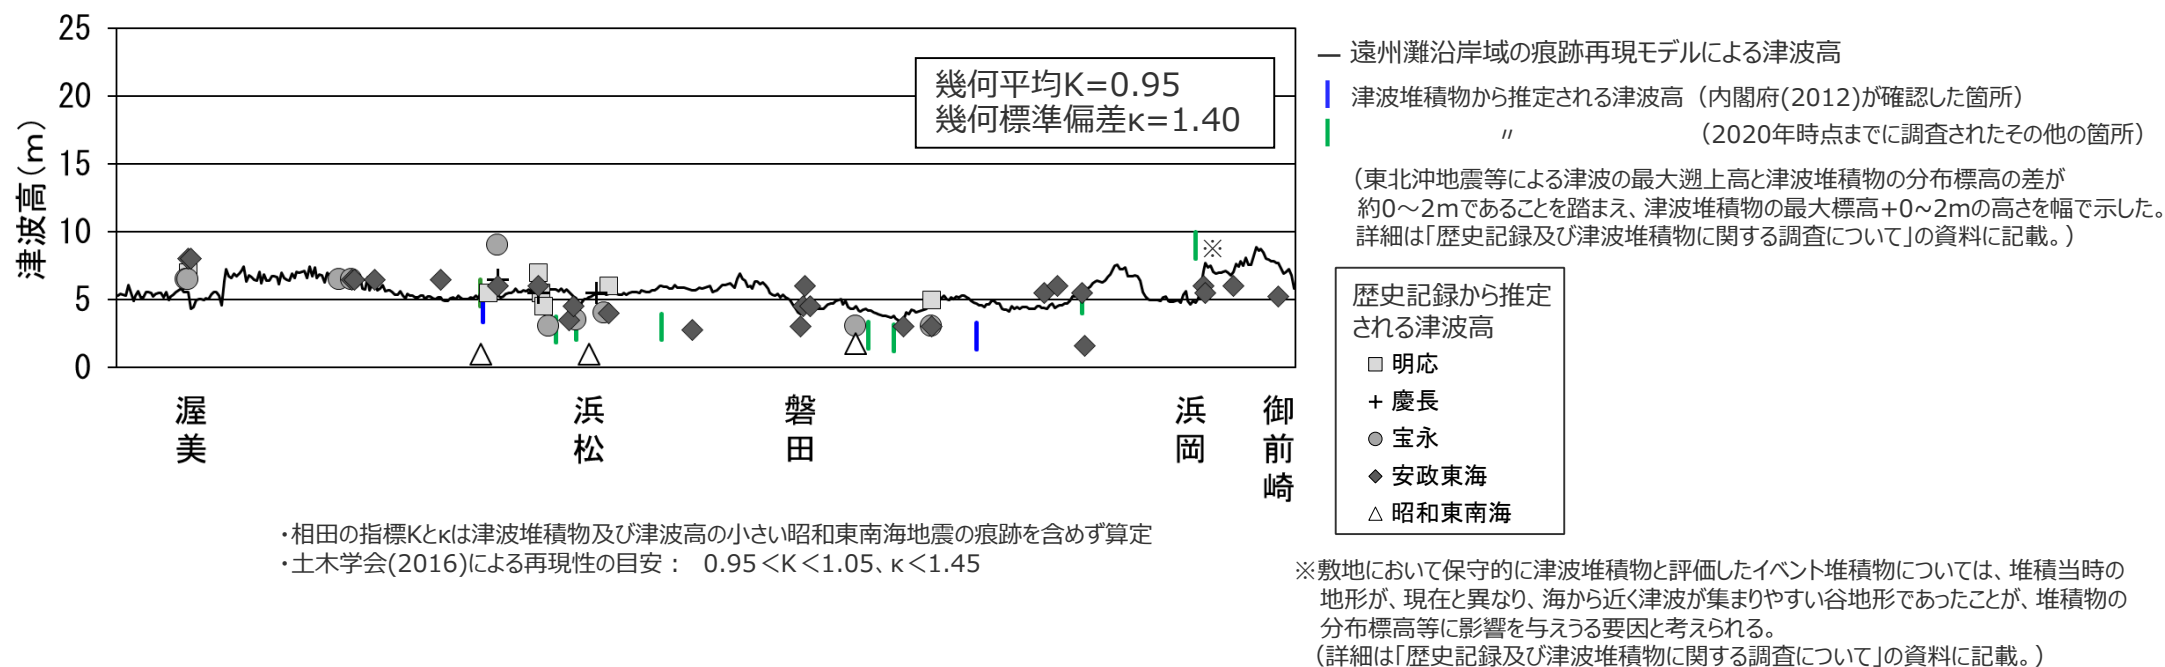 25
20
15
10
5
0
津波高(m)
幾何平均K=0.95
幾何標準偏差κ=1.40
※
渥美
浜松
磐田
浜岡
御前崎
・相田の指標Kとκは津波堆積物及び津波高の小さい昭和東南海地震の痕跡を含めず算定
・土木学会(2016)による再現性の目安： 0.95＜K＜1.05、κ＜1.45
遠州灘沿岸域の痕跡再現モデルによる津波高
津波堆積物から推定される津波高（内閣府(2012)が確認した箇所）
〃 （2020年時点までに調査されたその他の箇所）
（東北沖地震等による津波の最大遡上高と津波堆積物の分布標高の差が
約0～2mであることを踏まえ、津波堆積物の最大標高+0~2mの高さを幅で示した。
詳細は「歴史記録及び津波堆積物に関する調査について」の資料に記載。）
歴史記録から推定
される津波高
明応
慶長
宝永
安政東海
昭和東南海
※敷地において保守的に津波堆積物と評価したイベント堆積物については、堆積当時の
地形が、現在と異なり、海から近く津波が集まりやすい谷地形であったことが、堆積物の
分布標高等に影響を与えうる要因と考えられる。
（詳細は「歴史記録及び津波堆積物に関する調査について」の資料に記載。）